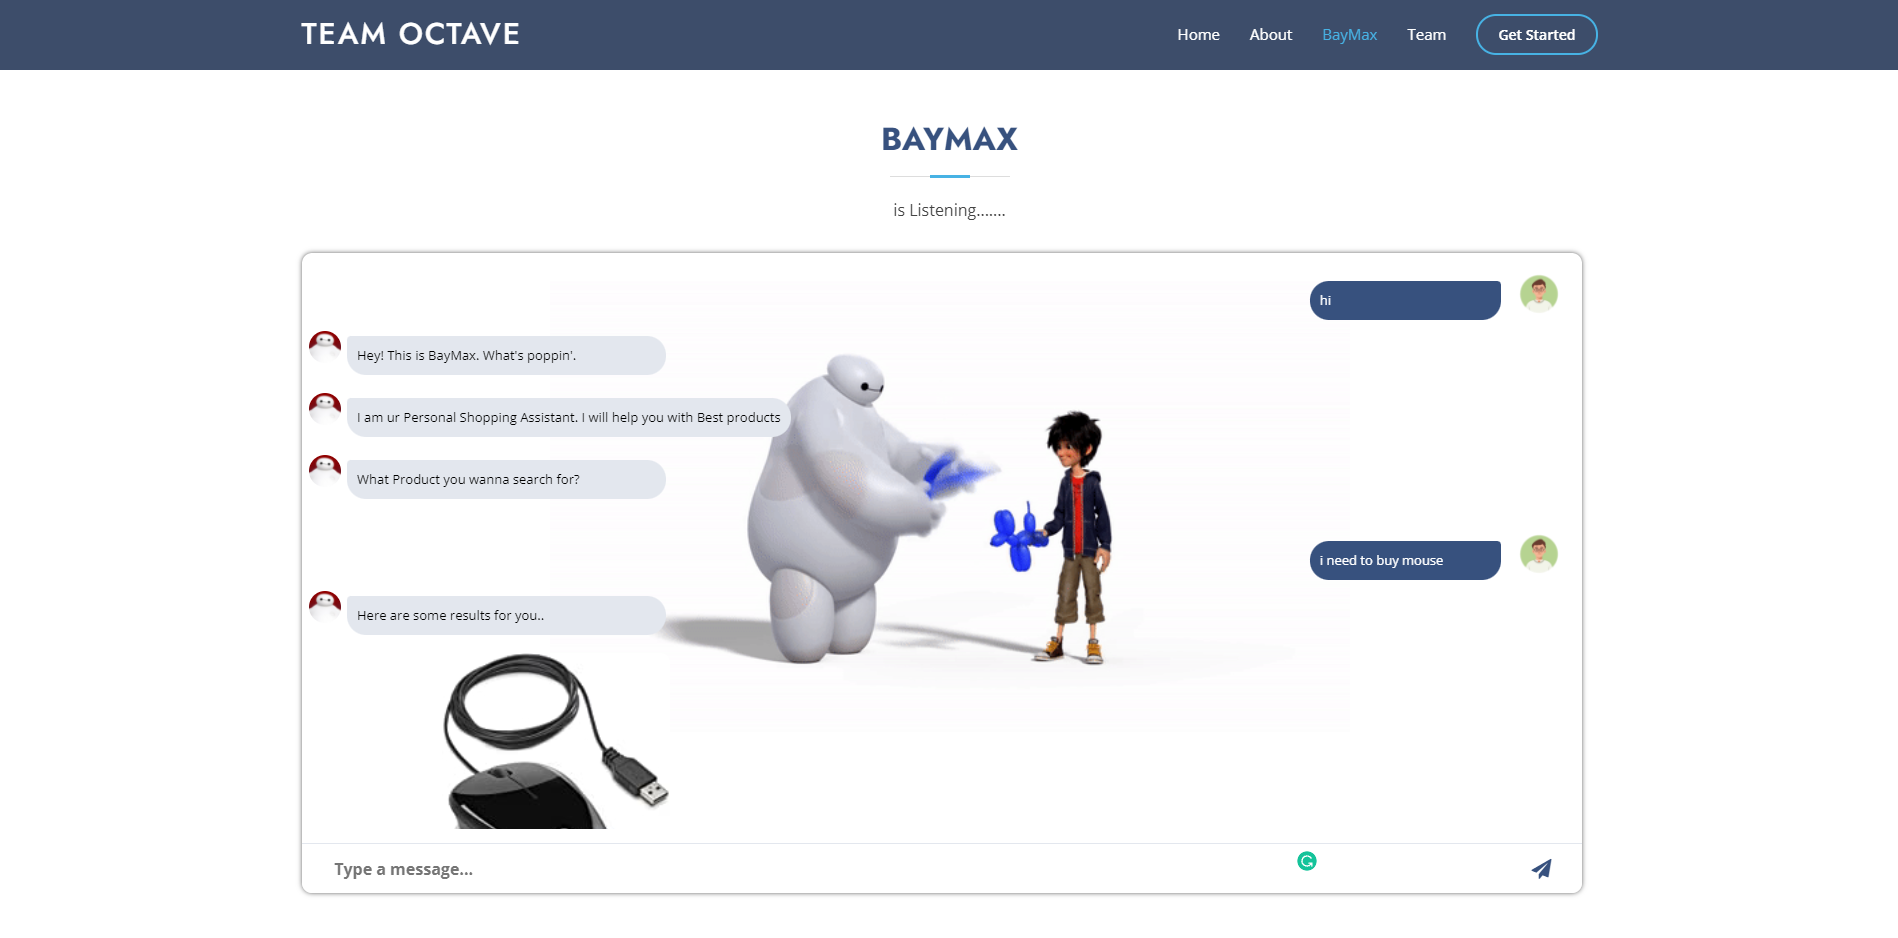 TEAM OCTAVE
Home
About
BayMax
Team
Get Started
BAYMAX
is Listening.......
hi
Hey! This is BayMax. What's poppin'.
I am ur Personal Shopping Assistant. I will help you with Best products
What Product you wanna search for?
i need to buy mouse
Here are some results for you..
Type a message...